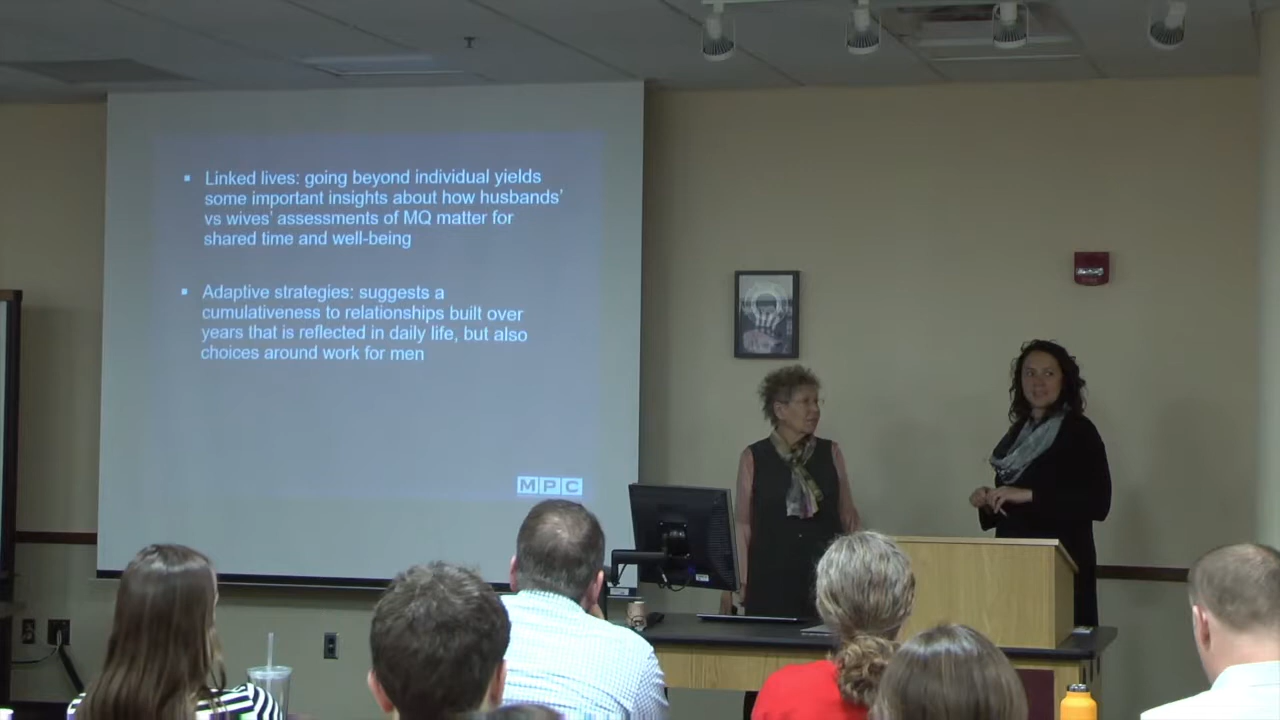 ▪ Linked lives: going beyond individual yields
some important insights about how husbands’
vs wives’ assessments of MQ matter for
shared time and well-being
▪ Adaptive strategies: suggests a
cumulativeness to relationships built over
years that is reflected in daily life, but also
choices around work for men
MPC